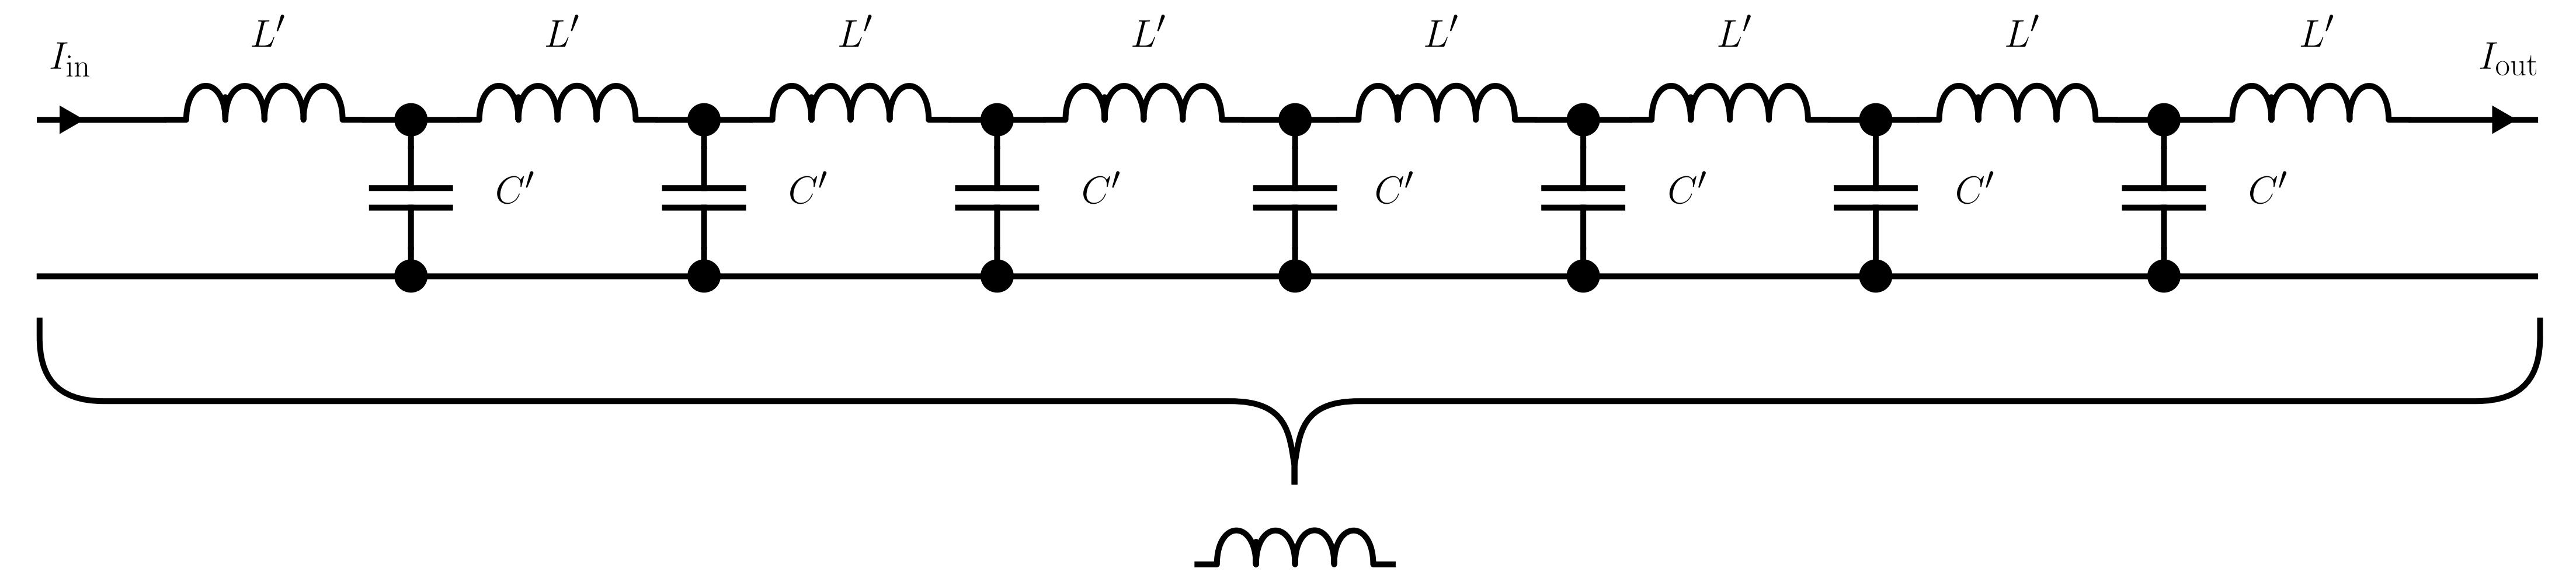 L′ L′ L′ L′ L′ L′ L′ L′
I_in I_out
C′ C′ C′ C′ C′ C′ C′